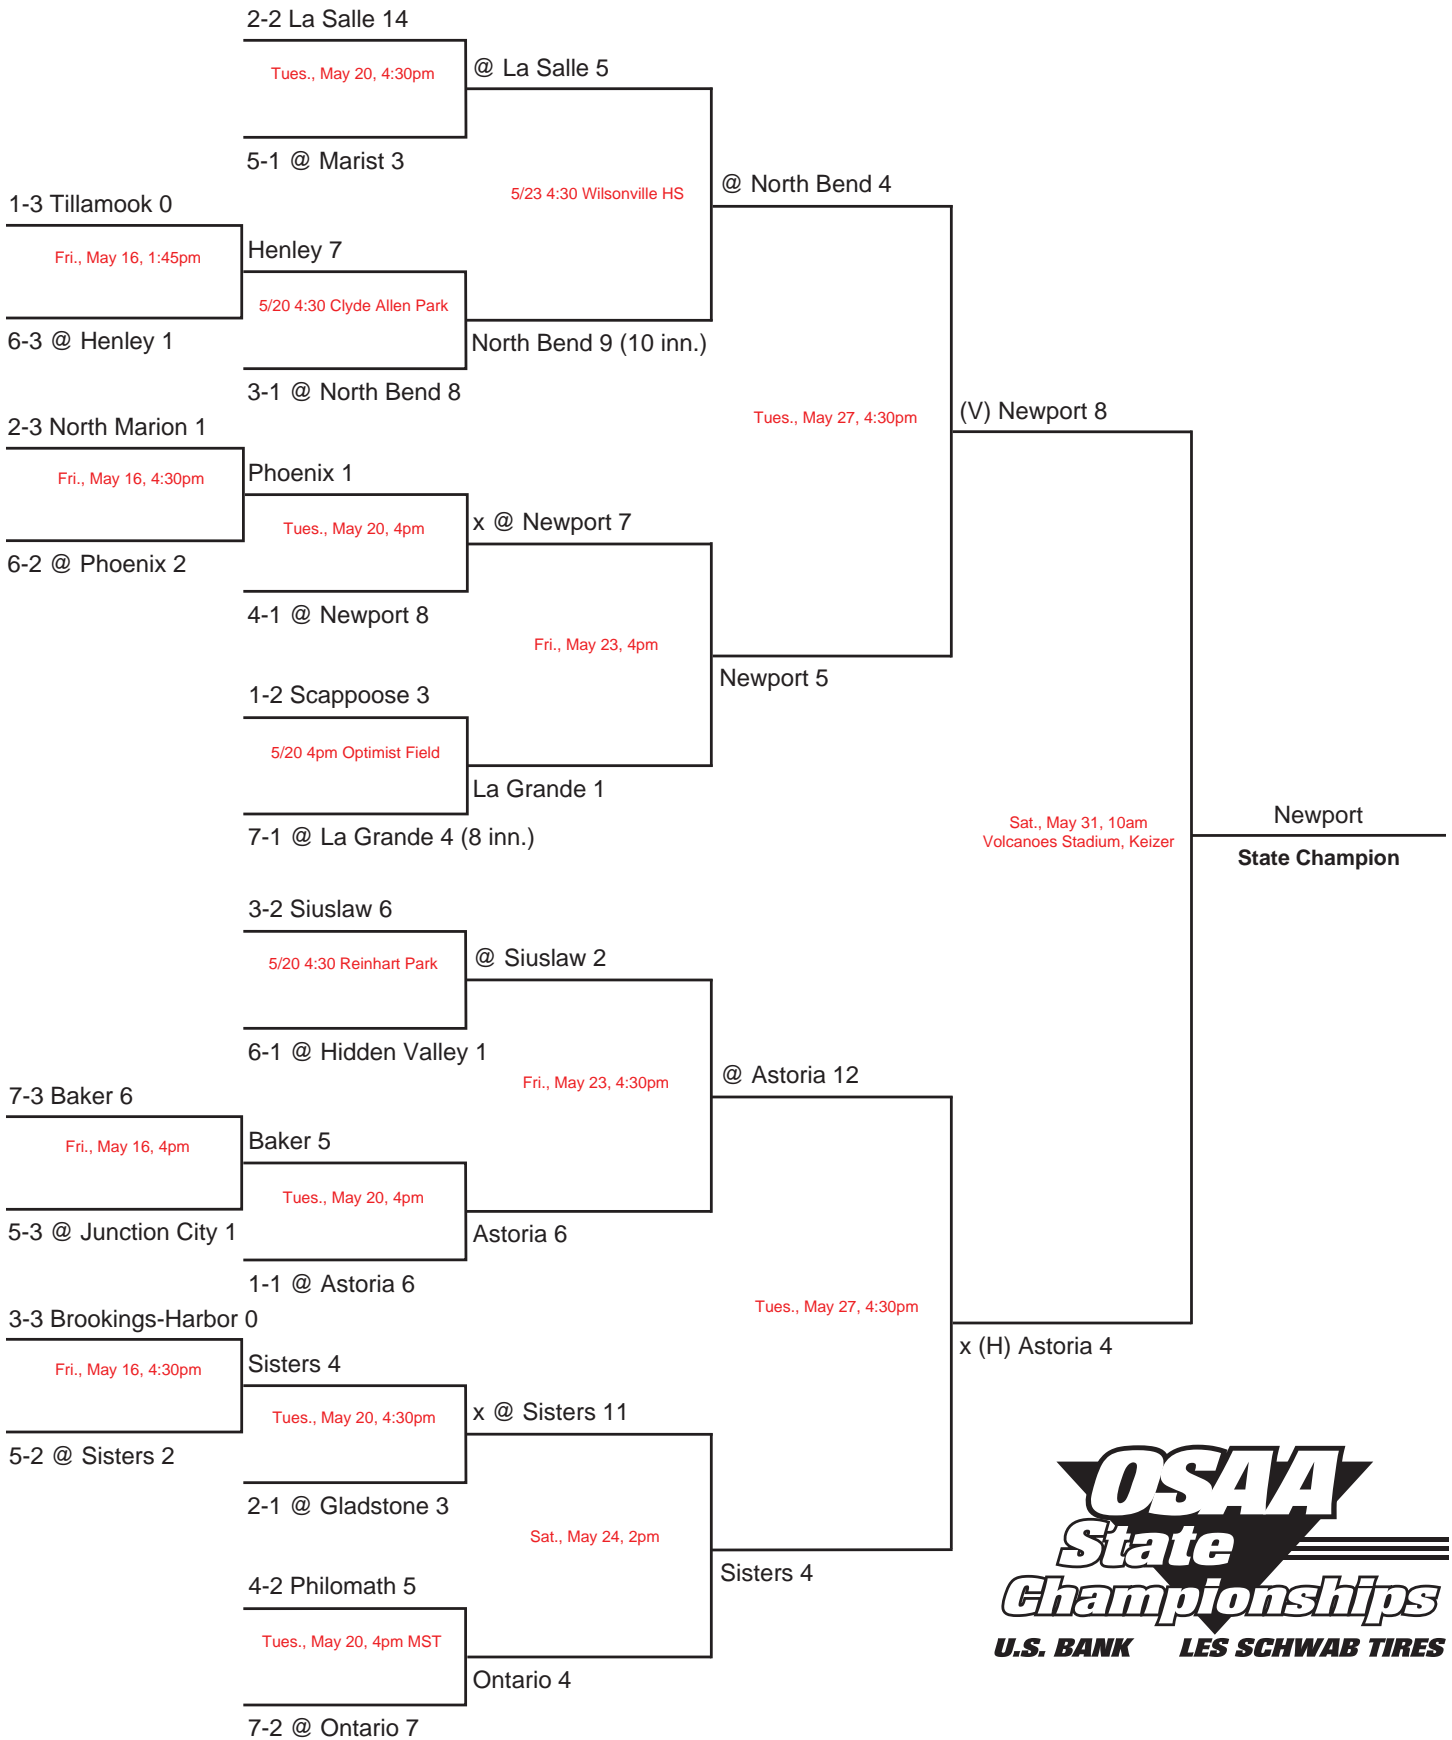 2-2 La Salle 14
Tues., May 20, 4:30pm
@ La Salle 5
5-1 @ Marist 3
5/23 4:30 Wilsonville HS
@ North Bend 4
1-3 Tillamook 0
Fri., May 16, 1:45pm
Henley 7
6-3 @ Henley 1
5/20 4:30 Clyde Allen Park
North Bend 9 (10 inn.)
3-1 @ North Bend 8
Tues., May 27, 4:30pm
(V) Newport 8
2-3 North Marion 1
Fri., May 16, 4:30pm
Phoenix 1
6-2 @ Phoenix 2
Tues., May 20, 4pm
x @ Newport 7
4-1 @ Newport 8
Fri., May 23, 4pm
Newport 5
1-2 Scappoose 3
5/20 4pm Optimist Field
La Grande 1
7-1 @ La Grande 4 (8 inn.)
Sat., May 31, 10am
Volcanoes Stadium, Keizer
Newport
State Champion
3-2 Siuslaw 6
5/20 4:30 Reinhart Park
@ Siuslaw 2
6-1 @ Hidden Valley 1
Fri., May 23, 4:30pm
@ Astoria 12
7-3 Baker 6
Fri., May 16, 4pm
Baker 5
5-3 @ Junction City 1
Tues., May 20, 4pm
Astoria 6
1-1 @ Astoria 6
Tues., May 27, 4:30pm
x (H) Astoria 4
3-3 Brookings-Harbor 0
Fri., May 16, 4:30pm
Sisters 4
5-2 @ Sisters 2
Tues., May 20, 4:30pm
x @ Sisters 11
2-1 @ Gladstone 3
Sat., May 24, 2pm
Sisters 4
4-2 Philomath 5
Tues., May 20, 4pm MST
Ontario 4
7-2 @ Ontario 7
OSAA
State
Championships
U.S. BANK LES SCHWAB TIRES